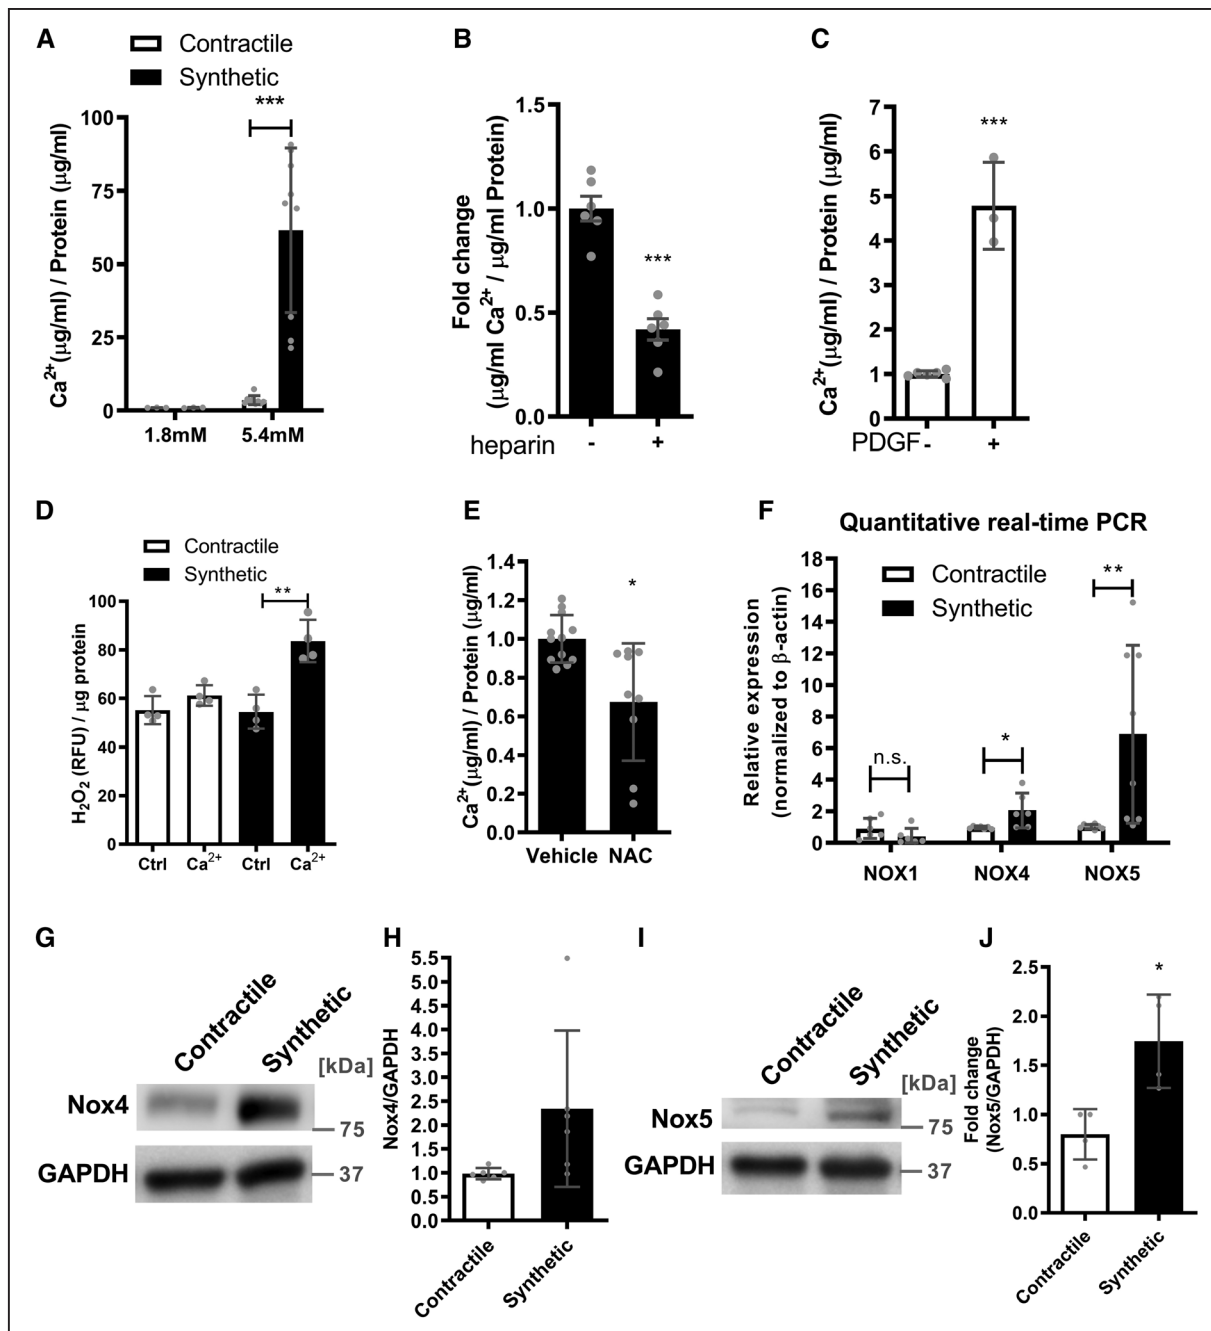 A
Contractile
Synthetic
***
Ca2+(μg/ml) / Protein (μg/ml)
100
75
50
25
0
1.8mM
5.4mM
B
Fold change
(μg/ml Ca2+ / μg/ml Protein)
1.5
1.0
0.5
0.0
***
heparin - +
C
Ca2+(μg/ml) / Protein (μg/ml)
7
6
5
4
3
2
1
0
***
PDGF - +
D
Contractile
Synthetic
**
H2O2 (RFU) / μg protein
100
80
60
40
20
0
Ctrl
Ca2+
Ctrl
Ca2+
E
Ca2+(μg/ml) / Protein (μg/ml)
1.4
1.2
1.0
0.8
0.6
0.4
0.2
0.0
*
Vehicle
NAC
F
Quantitative real-time PCR
Contractile
Synthetic
Relative expression
(normalized to β-actin)
18
16
14
12
10
8
6
4
2
0
n.s.
*
**
NOX1
NOX4
NOX5
G
Contractile
Synthetic
[kDa]
Nox4
75
GAPDH
37
H
Nox4/GAPDH
5.5
5.0
4.5
4.0
3.5
3.0
2.5
2.0
1.5
1.0
0.5
0.0
Contractile
Synthetic
I
Contractile
Synthetic
[kDa]
Nox5
75
GAPDH
37
J
Fold change
(Nox5/GAPDH)
2.5
2.0
1.5
1.0
0.5
0.0
*
Contractile
Synthetic